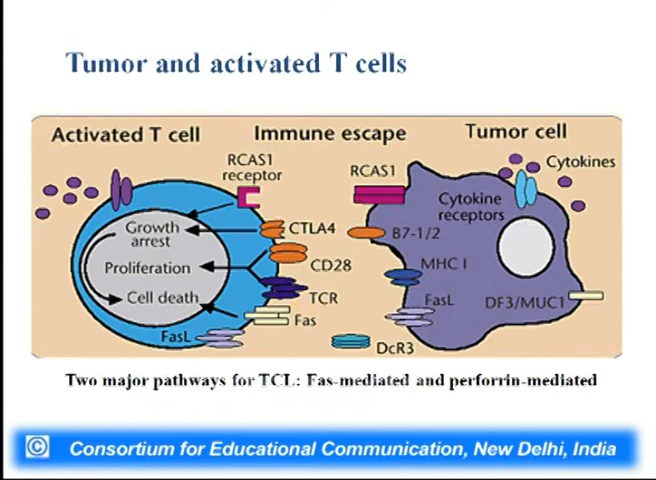 Tumor and activated T cells
Activated T cell
Immune escape
Tumor cell
RCAS1
receptor
RCAS1
Cytokines
Cytokine
receptors
Growth
arrest
CTLA4
B7-1/2
Proliferation
CD28
MHC I
Cell death
TCR
FasL
DF3/MUC1
Fas
FasL
DcR3
Two major pathways for TCL: Fas-mediated and perforrin-mediated
© Consortium for Educational Communication, New Delhi, India